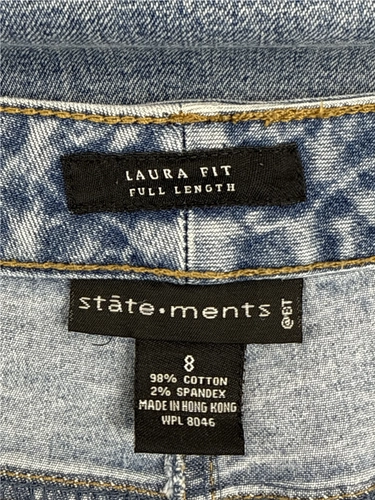 LAURA FIT
FULL LENGTH
stāte•ments
@BT
8
98% COTTON
2% SPANDEX
MADE IN HONG KONG
WPL 8046